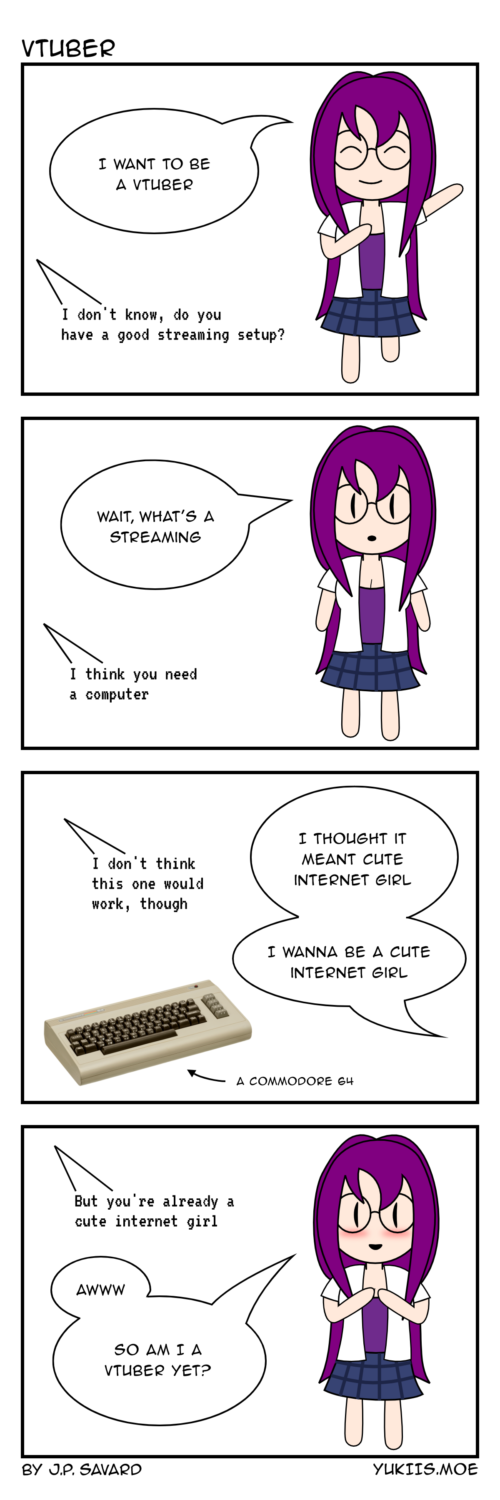 VTUBER
I WANT TO BE
A VTUBER
I don't know, do you
have a good streaming setup?
WAIT, WHAT'S A
STREAMING
I think you need
a computer
I don't think
this one would
work, though
I THOUGHT IT
MEANT CUTE
INTERNET GIRL
I WANNA BE A CUTE
INTERNET GIRL
A COMMODORE 64
But you're already a
cute internet girl
AWWW
SO AM I A
VTUBER YET?
BY J.P. SAVARD
YUKIIS.MOE